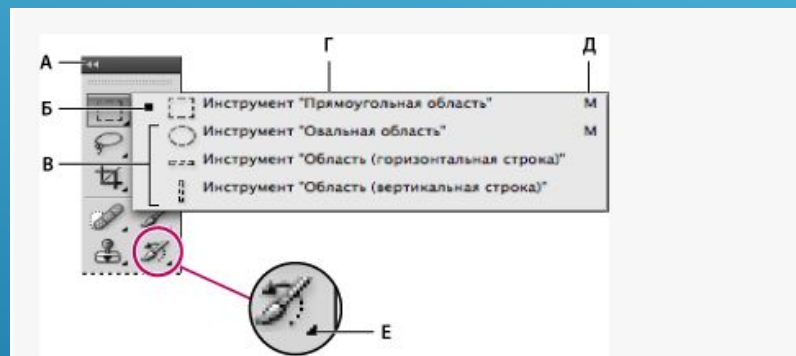 Г Д
А
Б Инструмент "Прямоугольная область" M
Инструмент "Овальная область" M
В Инструмент "Область (горизонтальная строка)"
Инструмент "Область (вертикальная строка)"
Е